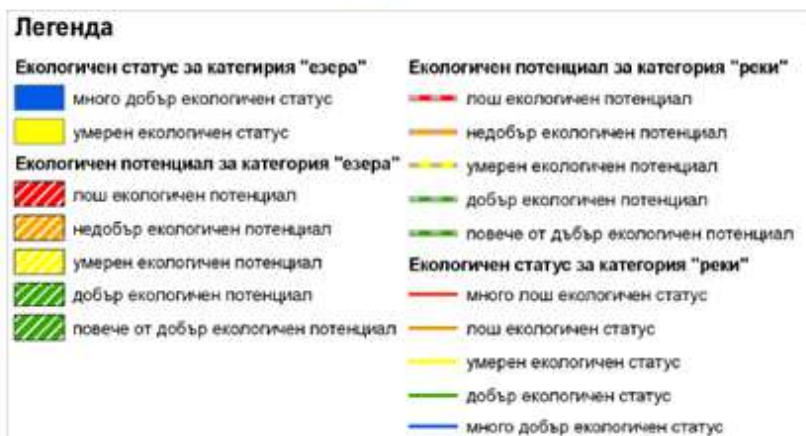 Легенда
Екологичен статус за категирия "езера"
много добър екологичен статус
умерен екологичен статус
Екологичен потенциал за категория "езера"
лош екологичен потенциал
недобър екологичен потенциал
умерен екологичен потенциал
добър екологичен потенциал
повече от добър екологичен потенциал
Екологичен потенциал за категория "реки"
лош екологичен потенциал
недобър екологичен потенциал
умерен екологичен потенциал
добър екологичен потенциал
повече от дъбър екологичен потенциал
Екологичен статус за категория "реки"
много лош екологичен статус
лош екологичен статус
умерен екологичен статус
добър екологичен статус
много добър екологичен статус